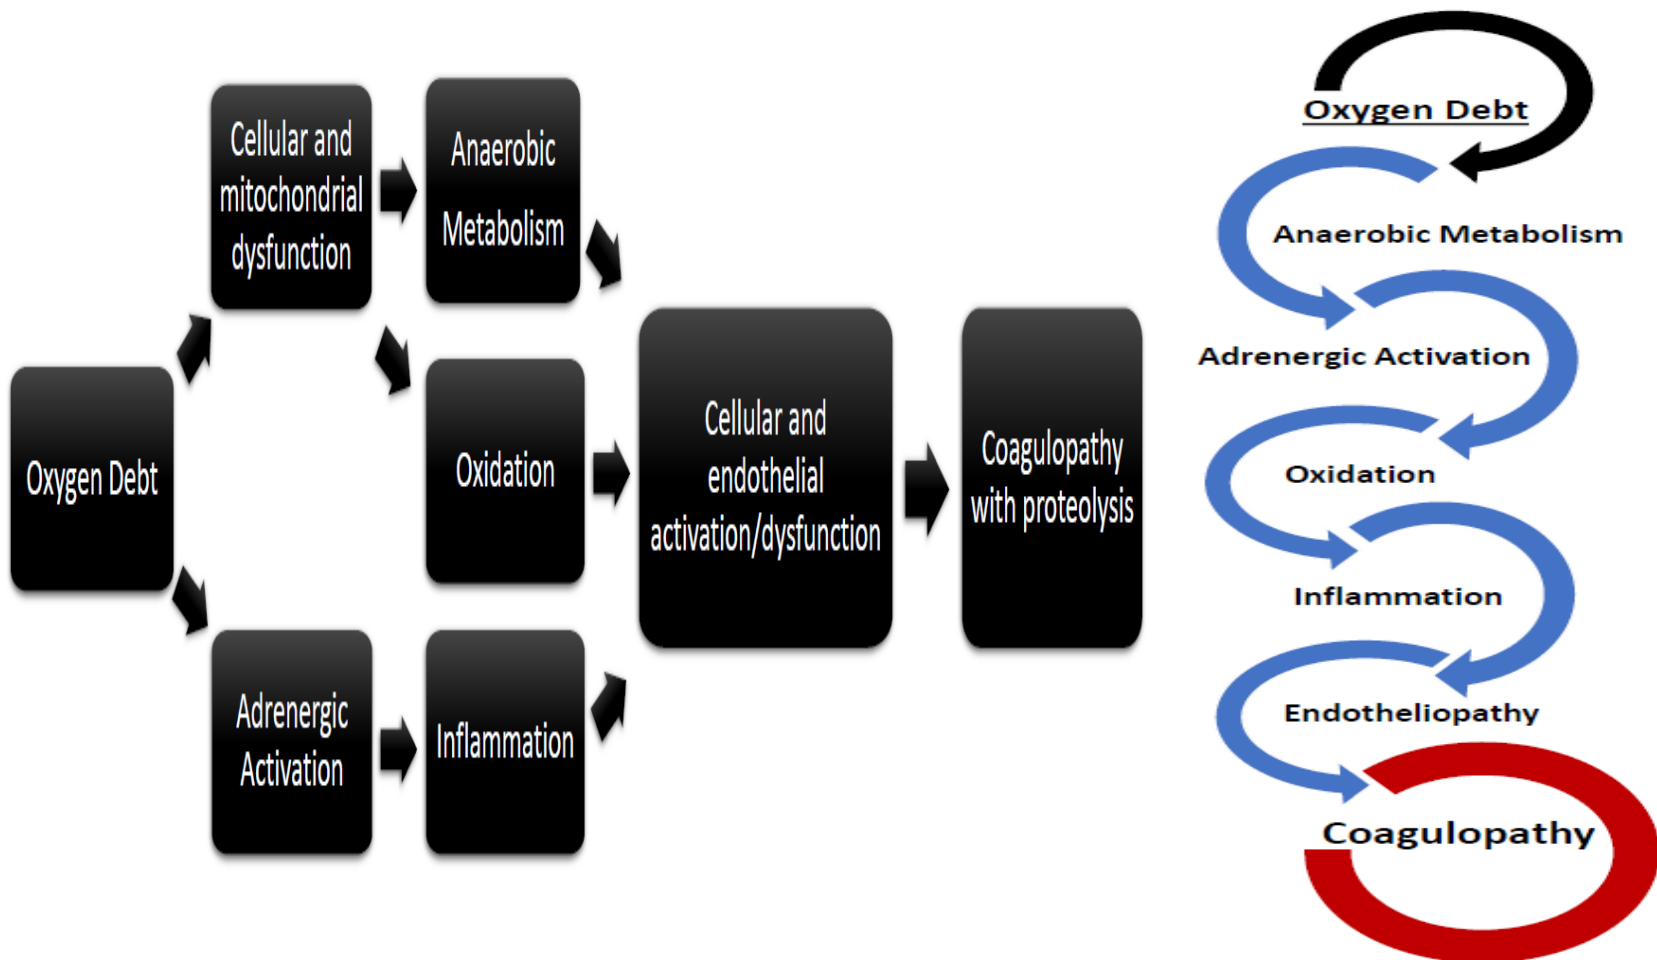 Oxygen Debt
Cellular and
mitochondrial
dysfunction
Adrenergic
Activation
Anaerobic
Metabolism
Oxidation
Inflammation
Cellular and
endothelial
activation/dysfunction
Coagulopathy
with proteolysis
Oxygen Debt
Anaerobic Metabolism
Adrenergic Activation
Oxidation
Inflammation
Endotheliopathy
Coagulopathy